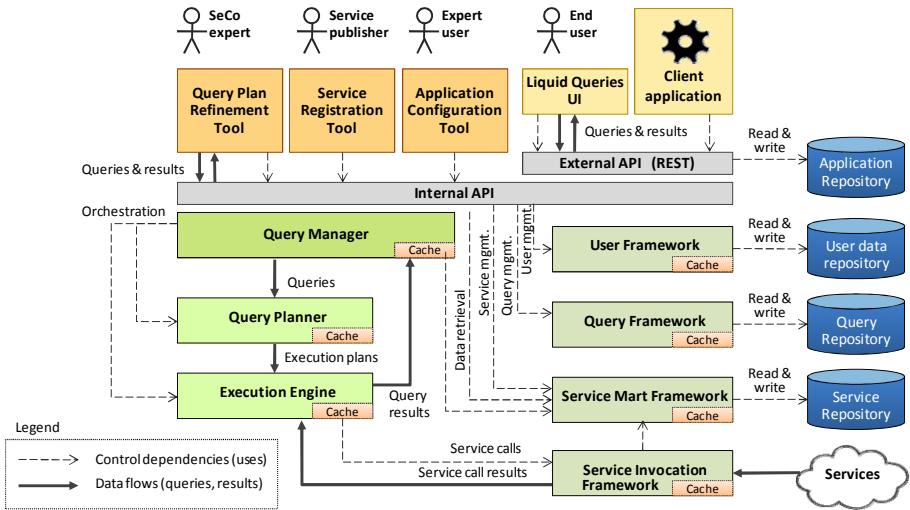 SeCo
expert
Service
publisher
Expert
user
End
user
Query Plan
Refinement
Tool
Service
Registration
Tool
Application
Configuration
Tool
Liquid Queries
UI
Client
application
Queries & results
Read &
write
External API (REST)
Application
Repository
Queries & results
Internal API
Orchestration
Query Manager
Cache
Data retrieval
Service mgmt.
Query mgmt.
User mgmt.
User Framework
Cache
Read &
write
User data
repository
Queries
Query Planner
Cache
Query Framework
Cache
Read &
write
Query
Repository
Execution plans
Execution Engine
Cache
Query
results
Service Mart Framework
Cache
Read &
write
Service
Repository
Legend
Control dependencies (uses)
Data flows (queries, results)
Service calls
Service call results
Service Invocation
Framework
Cache
Services